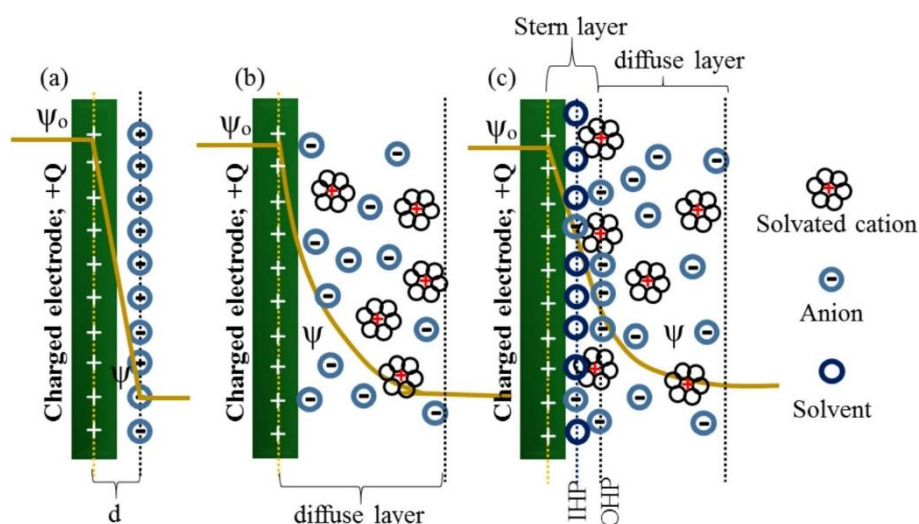 Stern layer
(a)
(b)
(c)
diffuse layer
Ψo
Ψo
Ψo
Charged electrode; +Q
Charged electrode; +Q
Charged electrode; +Q
Ψ
Ψ
Ψ
Solvated cation
Anion
Solvent
d
diffuse layer
IHP
OHP